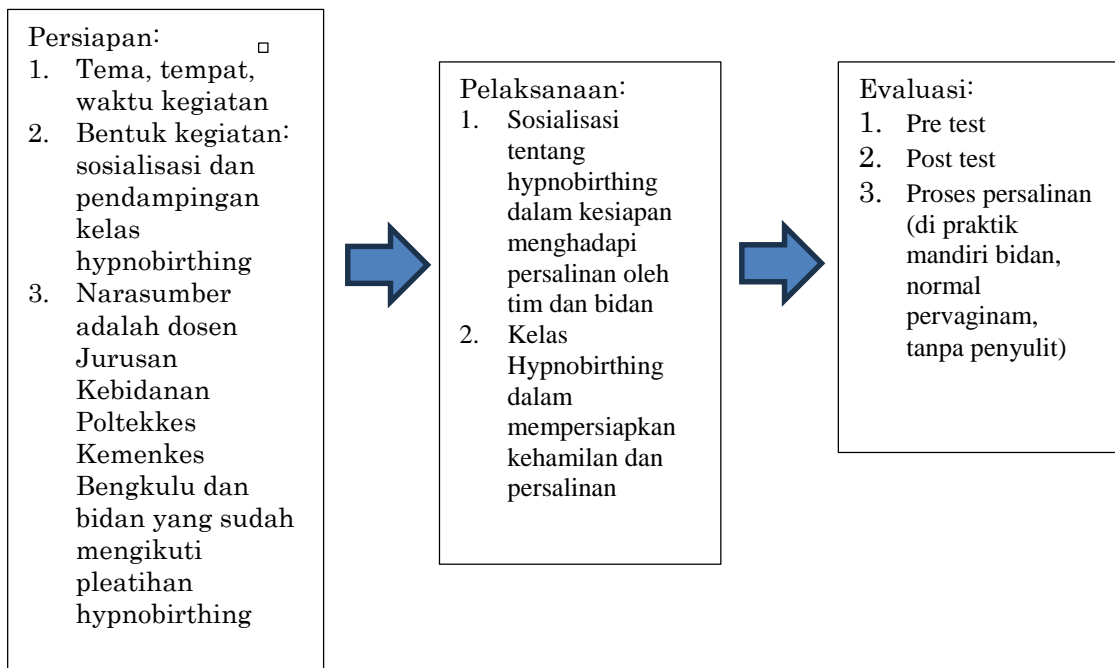 Persiapan:
1. Tema, tempat,
waktu kegiatan
2. Bentuk kegiatan:
sosialisasi dan
pendampingan
kelas
hypnobirthing
3. Narasumber
adalah dosen
Jurusan
Kebidanan
Poltekkes
Kemenkes
Bengkulu dan
bidan yang sudah
mengikuti
pleatihan
hypnobirthing
Pelaksanaan:
1. Sosialisasi
tentang
hypnobirthing
dalam kesiapan
menghadapi
persalinan oleh
tim dan bidan
2. Kelas
Hypnobirthing
dalam
mempersiapkan
kehamilan dan
persalinan
Evaluasi:
1. Pre test
2. Post test
3. Proses persalinan
(di praktik
mandiri bidan,
normal
pervaginam,
tanpa penyulit)